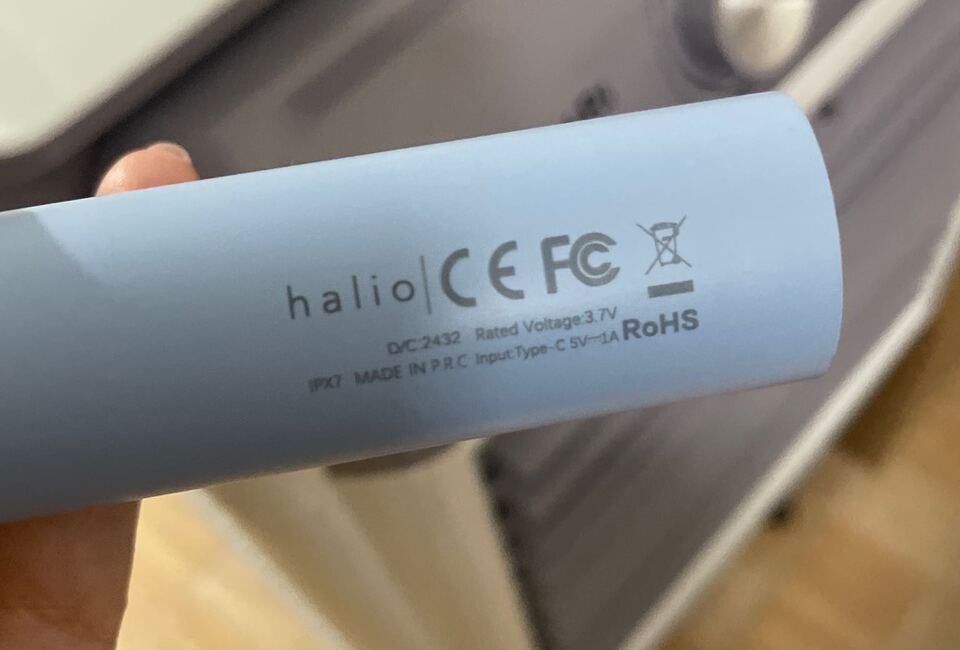 halio CE FC
D/C:2432 Rated Voltage:3.7V RoHS
IPX7 MADE IN P.R.C Input:Type-C 5V⎓1A